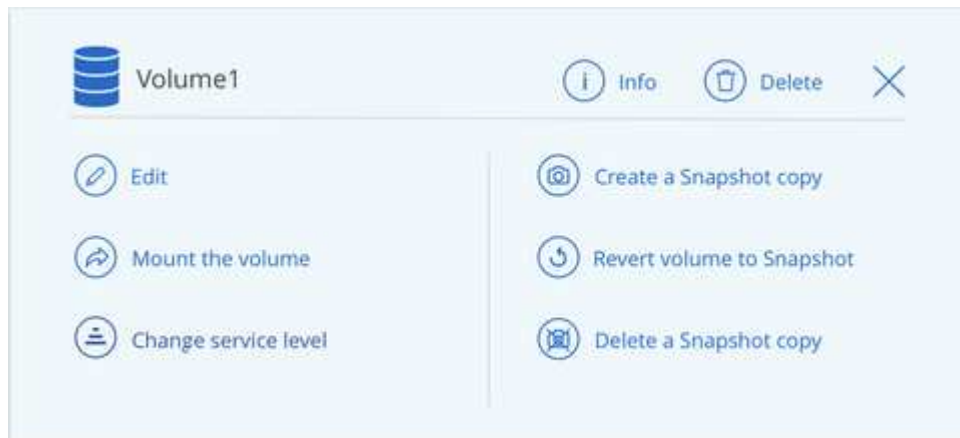 Volume1
Info
Delete
Edit
Mount the volume
Change service level
Create a Snapshot copy
Revert volume to Snapshot
Delete a Snapshot copy